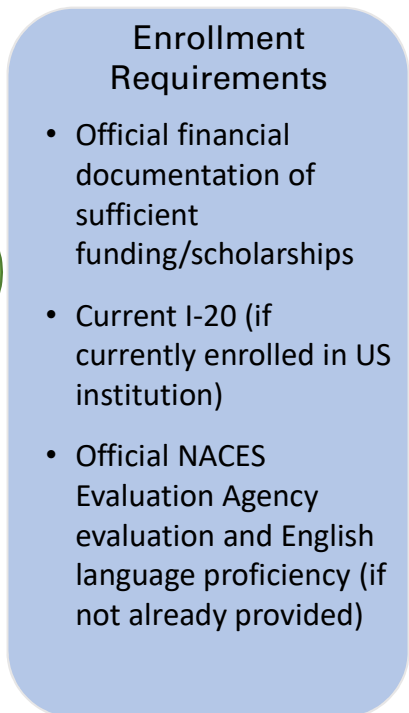 Enrollment
Requirements
• Official financial
documentation of
sufficient
funding/scholarships
• Current I-20 (if
currently enrolled in US
institution)
• Official NACES
Evaluation Agency
evaluation and English
language proficiency (if
not already provided)